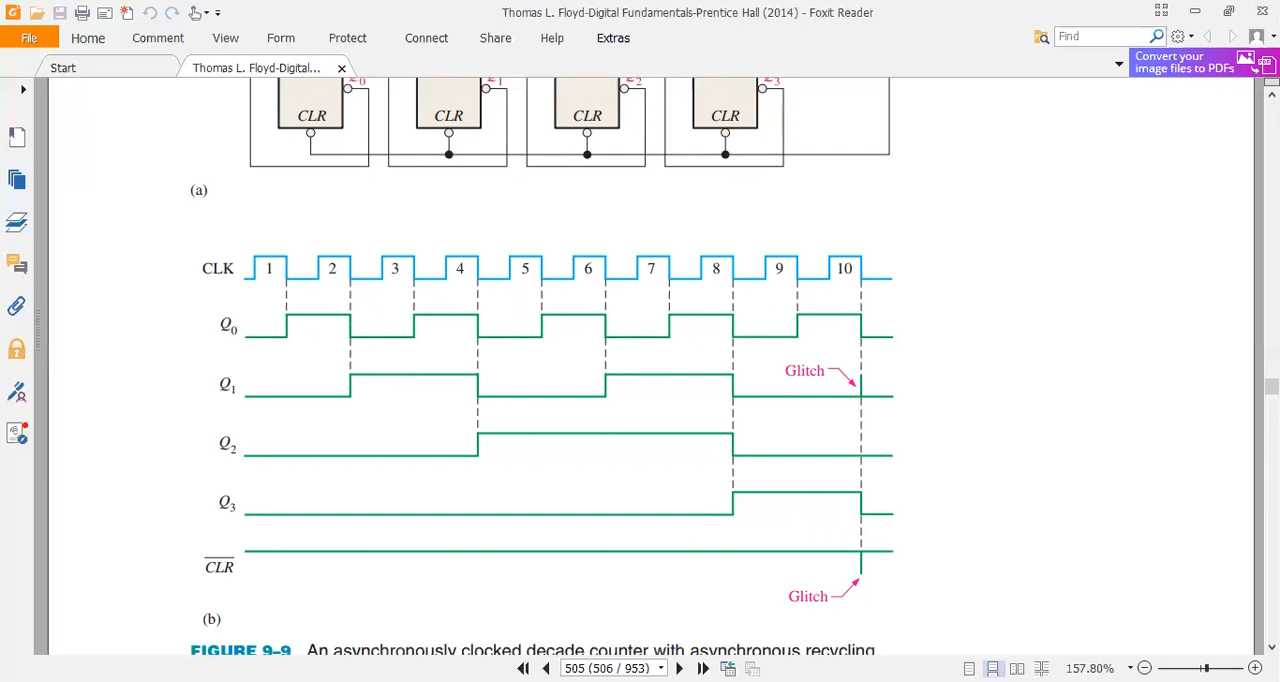 Thomas L. Floyd-Digital Fundamentals-Prentice Hall (2014) - Foxit Reader
File Home Comment View Form Protect Connect Share Help Extras Find
Start Thomas L. Floyd-Digital...
Convert your
image files to PDFs
CLR CLR CLR CLR
(a)
CLK 1 2 3 4 5 6 7 8 9 10
Q0
Glitch
Q1
Q2
Q3
CLR
Glitch
(b)
FIGURE 9–9 An asynchronously clocked decade counter with asynchronous recycling
505 (506 / 953) 157.80%